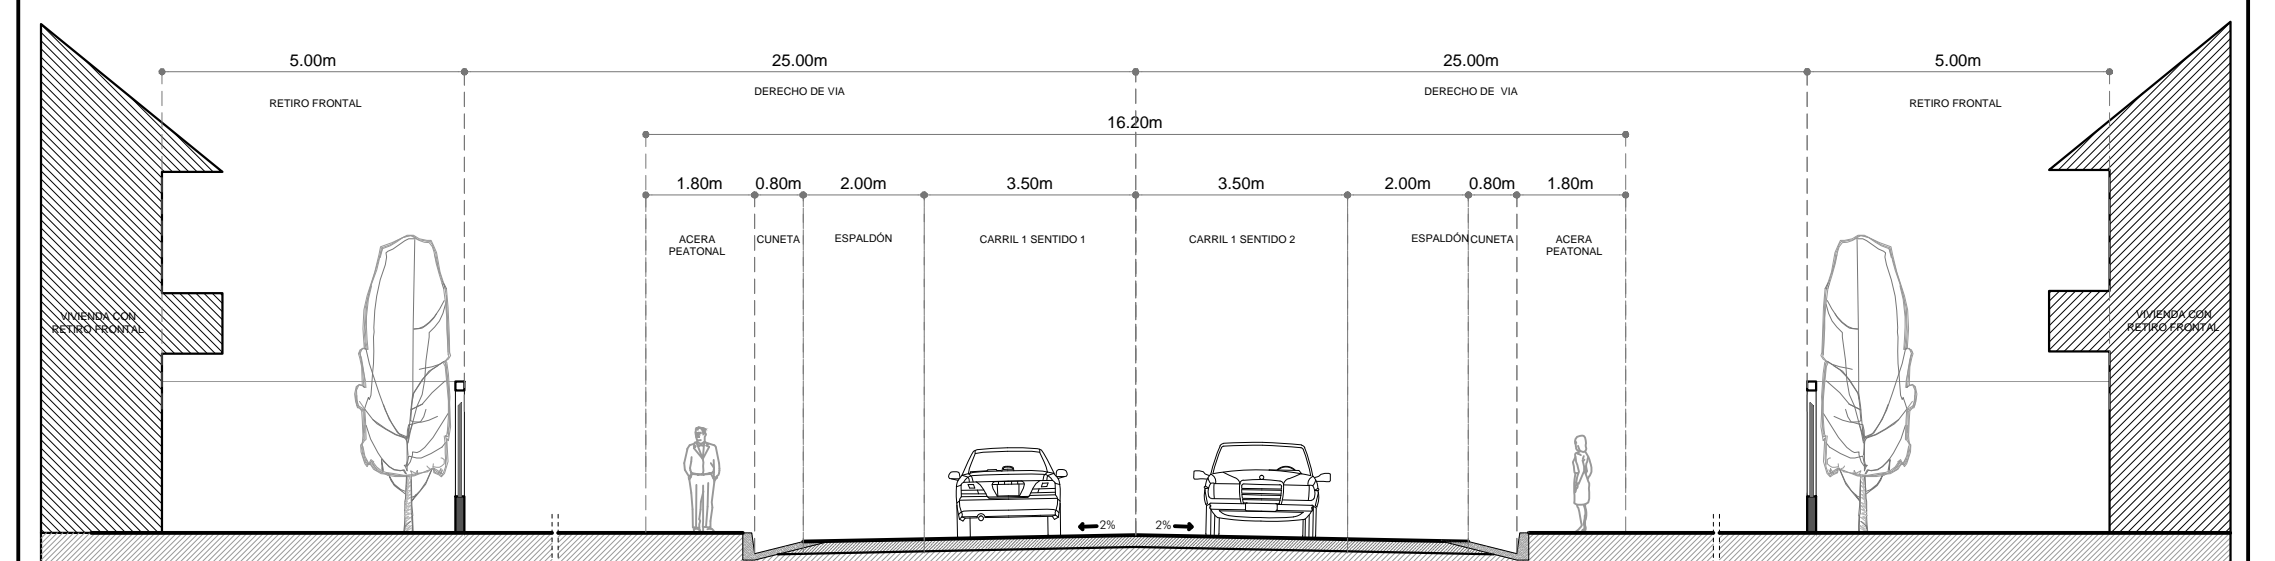 5.00m 25.00m 25.00m 5.00m
DERECHO DE VIA DERECHO DE VIA
RETIRO FRONTAL RETIRO FRONTAL
16.20m
1.80m 0.80m 2.00m 3.50m 3.50m 2.00m 0.80m 1.80m
ACERA
PEATONAL
CUNETA
ESPALDÓN
CARRIL 1 SENTIDO 1
CARRIL 1 SENTIDO 2
ESPALDÓN
CUNETA
ACERA
PEATONAL
VIVIENDA CON
RETIRO FRONTAL
VIVIENDA CON
RETIRO FRONTAL
2% 2%